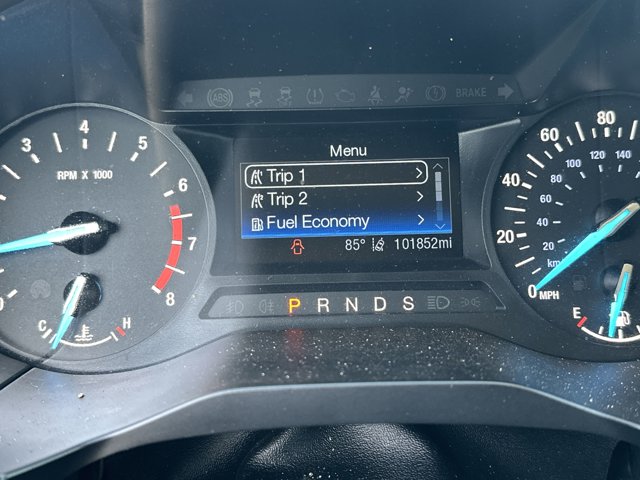 ABS BRAKE
3 4 5 6 7 8
RPM X 1000
C H
Menu
Trip 1
Trip 2
Fuel Economy
85° 101852mi
P R N D S
0 20 40 60 80
20 40 60 80 100 120 140
km
MPH
E